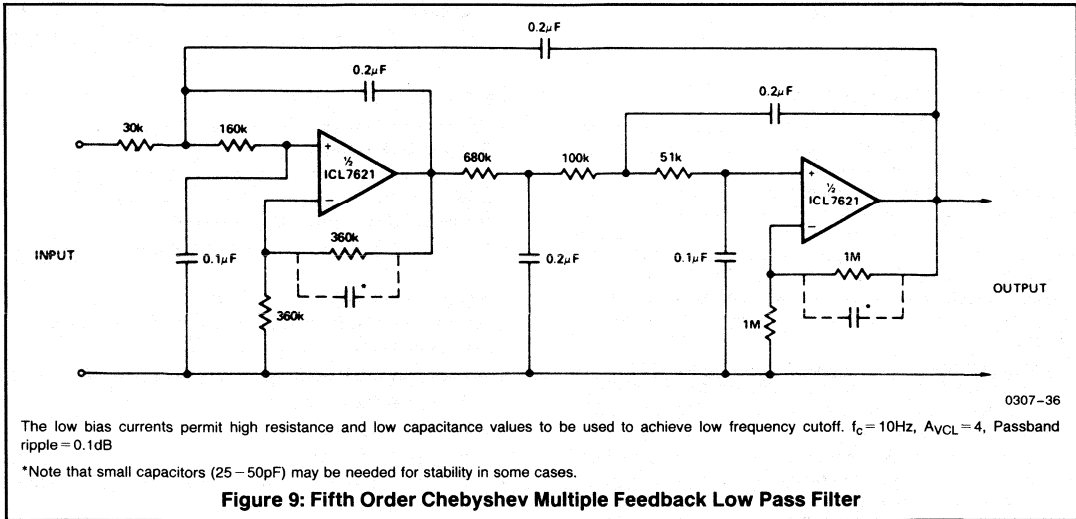 0.2μF
0.2μF
0.2μF
30k
160k
+
½
ICL7621
−
680k
100k
51k
+
½
ICL7621
−
INPUT
0.1μF
360k
*
360k
0.2μF
0.1μF
1M
*
1M
OUTPUT
0307−36
The low bias currents permit high resistance and low capacitance values to be used to achieve low frequency cutoff. fc = 10Hz, AVCL = 4, Passband
ripple = 0.1dB
*Note that small capacitors (25 − 50pF) may be needed for stability in some cases.
Figure 9: Fifth Order Chebyshev Multiple Feedback Low Pass Filter